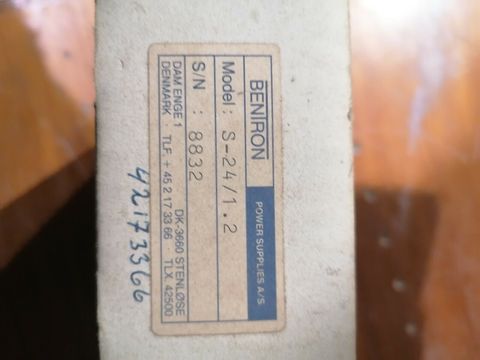 BENTRON POWER SUPPLIES A/S
Model: S-24/1.2
S/N : 8832
DAM ENGE 1 DK-3660 STENLØSE
DENMARK · TLF. + 45 2 17 33 66 TLX. 42500
42173366